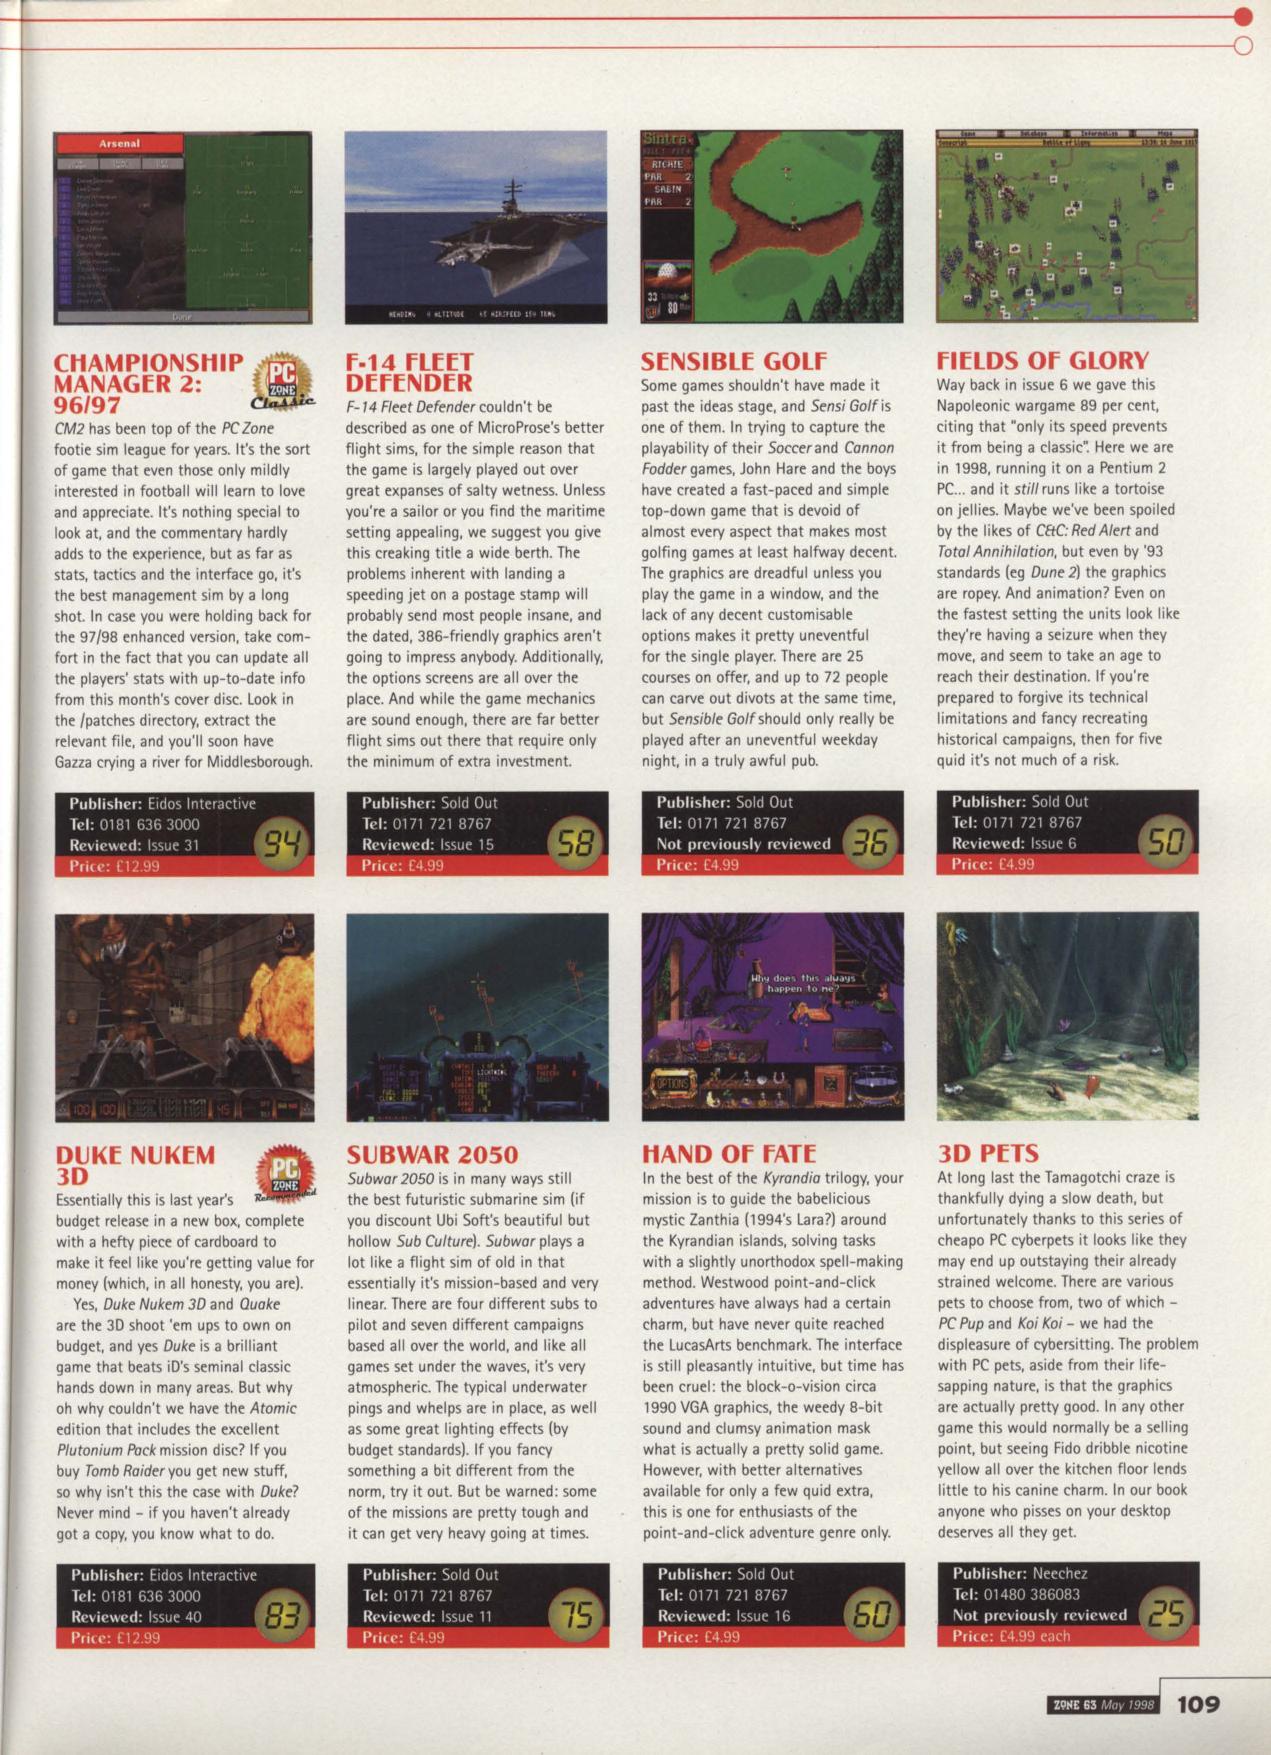 Arsenal
Done
CHAMPIONSHIP
MANAGER 2:
96/97
PC
ZONE
Classic
CM2 has been top of the PC Zone
footie sim league for years. It's the sort
of game that even those only mildly
interested in football will learn to love
and appreciate. It's nothing special to
look at, and the commentary hardly
adds to the experience, but as far as
stats, tactics and the interface go, it's
the best management sim by a long
shot. In case you were holding back for
the 97/98 enhanced version, take com-
fort in the fact that you can update all
the players' stats with up-to-date info
from this month's cover disc. Look in
the /patches directory, extract the
relevant file, and you'll soon have
Gazza crying a river for Middlesborough.
Publisher: Eidos Interactive
Tel: 0181 636 3000
Reviewed: Issue 31
Price: £12.99
94
HEADING 0 ALTITUDE 45 AIRSPEED 150 TRNG
F-14 FLEET
DEFENDER
F-14 Fleet Defender couldn't be
described as one of MicroProse's better
flight sims, for the simple reason that
the game is largely played out over
great expanses of salty wetness. Unless
you're a sailor or you find the maritime
setting appealing, we suggest you give
this creaking title a wide berth. The
problems inherent with landing a
speeding jet on a postage stamp will
probably send most people insane, and
the dated, 386-friendly graphics aren't
going to impress anybody. Additionally,
the options screens are all over the
place. And while the game mechanics
are sound enough, there are far better
flight sims out there that require only
the minimum of extra investment.
Publisher: Sold Out
Tel: 0171 721 8767
Reviewed: Issue 15
Price: £4.99
58
Sintra
RICHIE
PAR 2
SABIN
PAR 2
33
80
SENSIBLE GOLF
Some games shouldn't have made it
past the ideas stage, and Sensi Golf is
one of them. In trying to capture the
playability of their Soccer and Cannon
Fodder games, John Hare and the boys
have created a fast-paced and simple
top-down game that is devoid of
almost every aspect that makes most
golfing games at least halfway decent.
The graphics are dreadful unless you
play the game in a window, and the
lack of any decent customisable
options makes it pretty uneventful
for the single player. There are 25
courses on offer, and up to 72 people
can carve out divots at the same time,
but Sensible Golf should only really be
played after an uneventful weekday
night, in a truly awful pub.
Publisher: Sold Out
Tel: 0171 721 8767
Not previously reviewed
Price: £4.99
36
Game Database Information Maps
Battle of Ligny
FIELDS OF GLORY
Way back in issue 6 we gave this
Napoleonic wargame 89 per cent,
citing that "only its speed prevents
it from being a classic". Here we are
in 1998, running it on a Pentium 2
PC... and it still runs like a tortoise
on jellies. Maybe we've been spoiled
by the likes of C&C: Red Alert and
Total Annihilation, but even by '93
standards (eg Dune 2) the graphics
are ropey. And animation? Even on
the fastest setting the units look like
they're having a seizure when they
move, and seem to take an age to
reach their destination. If you're
prepared to forgive its technical
limitations and fancy recreating
historical campaigns, then for five
quid it's not much of a risk.
Publisher: Sold Out
Tel: 0171 721 8767
Reviewed: Issue 6
Price: £4.99
50
100 100 45
DUKE NUKEM
3D
PC
ZONE
Recommended
Essentially this is last year's
budget release in a new box, complete
with a hefty piece of cardboard to
make it feel like you're getting value for
money (which, in all honesty, you are).
Yes, Duke Nukem 3D and Quake
are the 3D shoot 'em ups to own on
budget, and yes Duke is a brilliant
game that beats iD's seminal classic
hands down in many areas. But why
oh why couldn't we have the Atomic
edition that includes the excellent
Plutonium Pack mission disc? If you
buy Tomb Raider you get new stuff,
so why isn't this the case with Duke?
Never mind – if you haven't already
got a copy, you know what to do.
Publisher: Eidos Interactive
Tel: 0181 636 3000
Reviewed: Issue 40
Price: £12.99
83
SUBWAR 2050
Subwar 2050 is in many ways still
the best futuristic submarine sim (if
you discount Ubi Soft's beautiful but
hollow Sub Culture). Subwar plays a
lot like a flight sim of old in that
essentially it's mission-based and very
linear. There are four different subs to
pilot and seven different campaigns
based all over the world, and like all
games set under the waves, it's very
atmospheric. The typical underwater
pings and whelps are in place, as well
as some great lighting effects (by
budget standards). If you fancy
something a bit different from the
norm, try it out. But be warned: some
of the missions are pretty tough and
it can get very heavy going at times.
Publisher: Sold Out
Tel: 0171 721 8767
Reviewed: Issue 11
Price: £4.99
75
Why does this always
happen to me?
OPTIONS
HAND OF FATE
In the best of the Kyrandia trilogy, your
mission is to guide the babelicious
mystic Zanthia (1994's Lara?) around
the Kyrandian islands, solving tasks
with a slightly unorthodox spell-making
method. Westwood point-and-click
adventures have always had a certain
charm, but have never quite reached
the LucasArts benchmark. The interface
is still pleasantly intuitive, but time has
been cruel: the block-o-vision circa
1990 VGA graphics, the weedy 8-bit
sound and clumsy animation mask
what is actually a pretty solid game.
However, with better alternatives
available for only a few quid extra,
this is one for enthusiasts of the
point-and-click adventure genre only.
Publisher: Sold Out
Tel: 0171 721 8767
Reviewed: Issue 16
Price: £4.99
60
3D PETS
At long last the Tamagotchi craze is
thankfully dying a slow death, but
unfortunately thanks to this series of
cheapo PC cyberpets it looks like they
may end up outstaying their already
strained welcome. There are various
pets to choose from, two of which –
PC Pup and Koi Koi – we had the
displeasure of cybersitting. The problem
with PC pets, aside from their life-
sapping nature, is that the graphics
are actually pretty good. In any other
game this would normally be a selling
point, but seeing Fido dribble nicotine
yellow all over the kitchen floor lends
little to his canine charm. In our book
anyone who pisses on your desktop
deserves all they get.
Publisher: Neechez
Tel: 01480 386083
Not previously reviewed
Price: £4.99 each
25
ZONE 63 May 1998 109